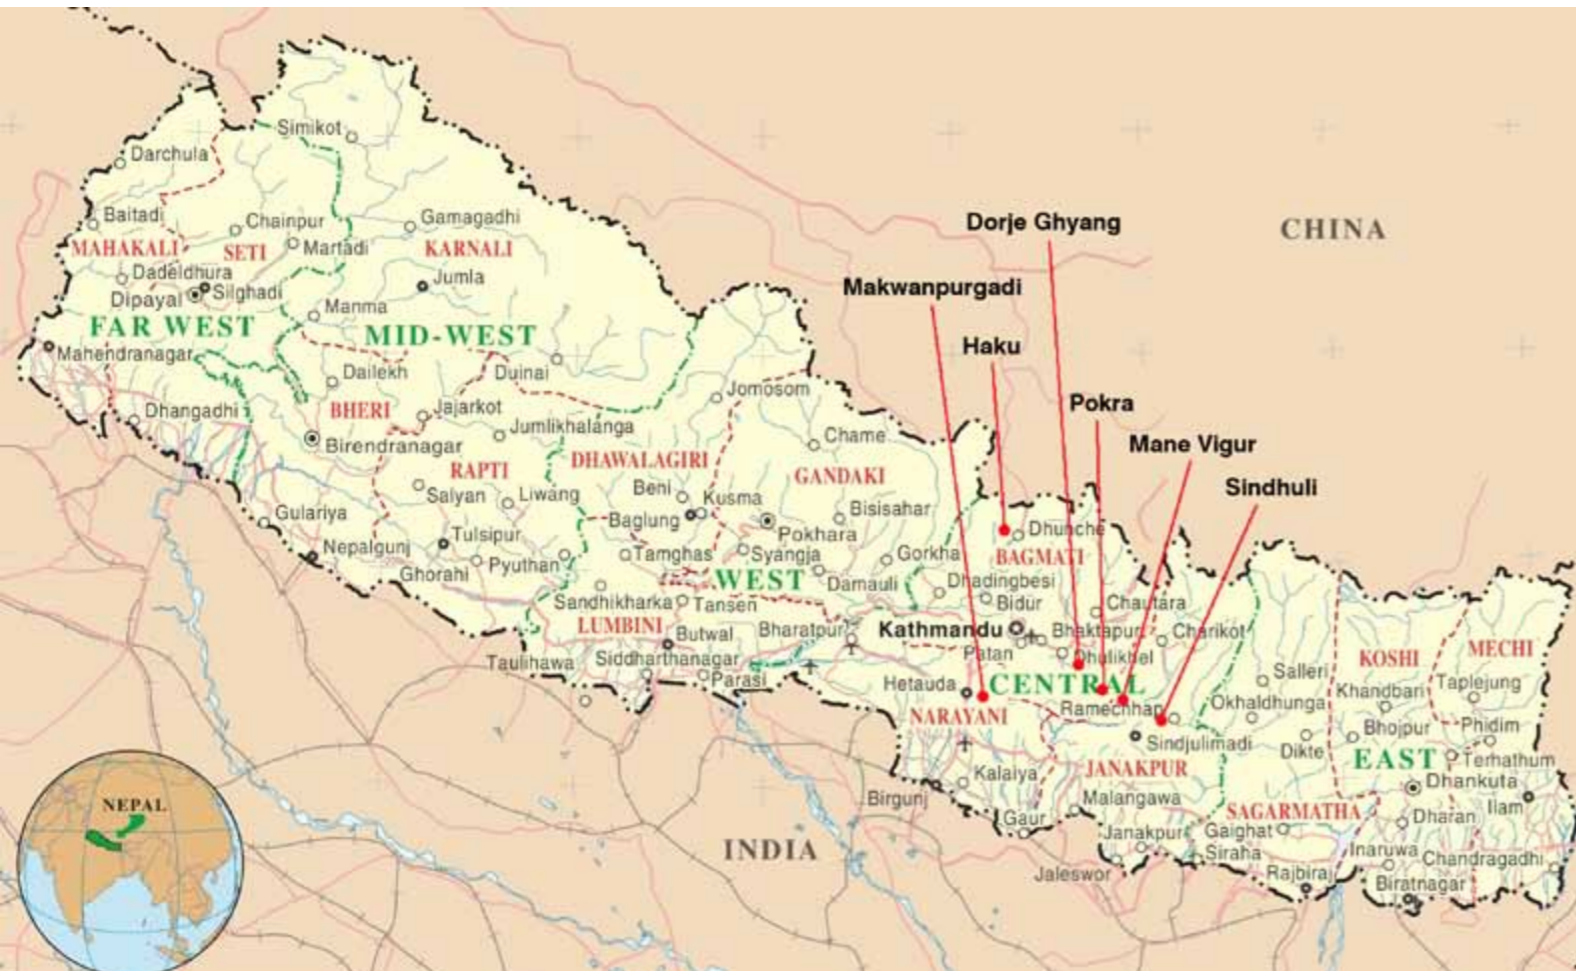 Simikot
Darchula
Baitadi
Chainpur
Gamagadhi
Dorje Ghyang
CHINA
MAHAKALI
SETI
Martadi
KARNALI
Dadeldhura
Jumla
Makwanpurgadi
Dipayal
Silghadi
Manma
FAR WEST
MID-WEST
Haku
Mahendranagar
Dailekh
Duinai
Jomosom
Pokra
Dhangadhi
BHERI
Jajarkot
Jumlikhalanga
Chame
Mane Vigur
Birendranagar
RAPTI
DHAWALAGIRI
GANDAKI
Sindhuli
Salyan
Liwang
Beni
Kusma
Bisisahar
Gulariya
Baglung
Pokhara
Dhunche
Tulsipur
Nepalgunj
Tamghas
Syangja
Gorkha
BAGMATI
Ghorahi
Pyuthan
WEST
Damauli
Dhadingbesi
Sandhikharka
Tansen
Bidur
Chautara
LUMBINI
Butwal
Bharatpur
Kathmandu
Bhaktapur
Charikot
Patan
Dhulikhel
KOSHI
MECHI
Taulihawa
Siddharthanagar
Parasi
Hetauda
CENTRAL
Salleri
Khandbari
Taplejung
Ramechhap
Okhaldhunga
NARAYANI
Bhojpur
Phidim
Sindjulimadi
Dikte
EAST
Terhathum
Kalaiya
JANAKPUR
Dhankuta
Birgunj
Malangawa
SAGARMATHA
Ilam
NEPAL
Gaur
Janakpur
Gaighat
Dharan
INDIA
Siraha
Inaruwa
Chandragadhi
Jaleswor
Rajbiraj
Biratnagar